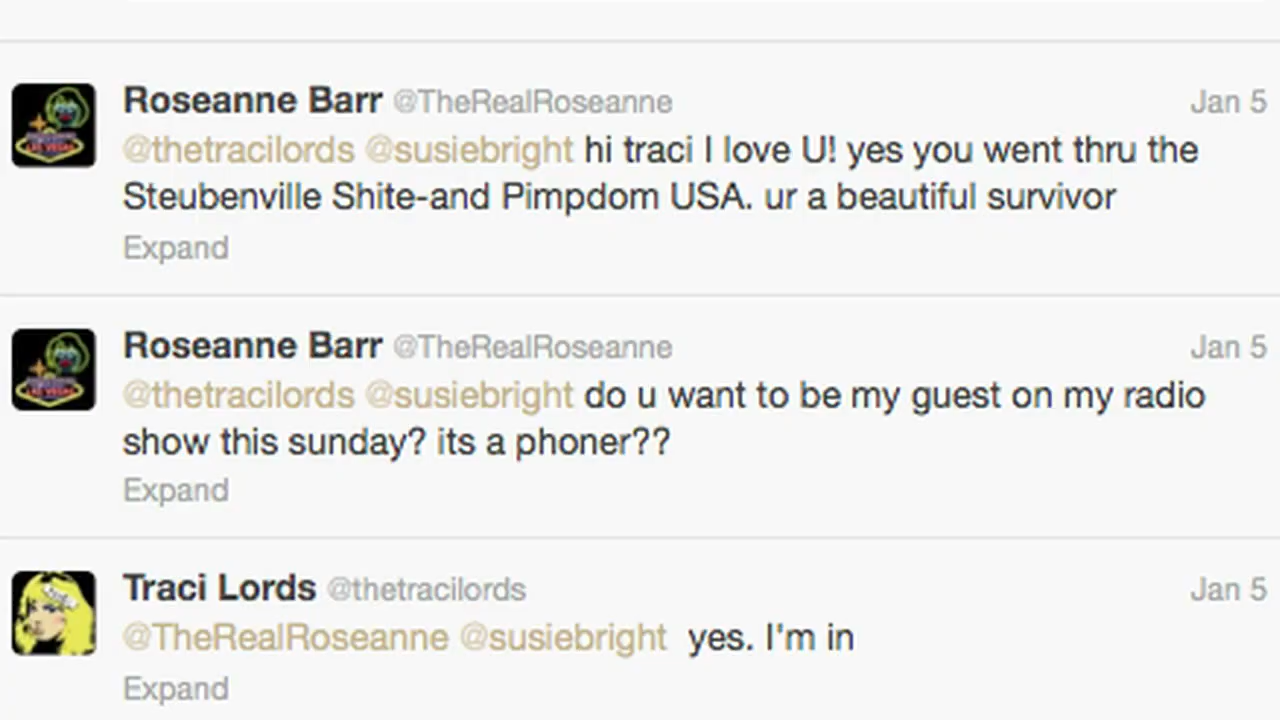 Roseanne Barr @TheRealRoseanne Jan 5
@thetracilords @susiebright hi traci I love U! yes you went thru the
Steubenville Shite-and Pimpdom USA. ur a beautiful survivor
Expand
Roseanne Barr @TheRealRoseanne Jan 5
@thetracilords @susiebright do u want to be my guest on my radio
show this sunday? its a phoner??
Expand
Traci Lords @thetracilords Jan 5
@TheRealRoseanne @susiebright yes. I'm in
Expand